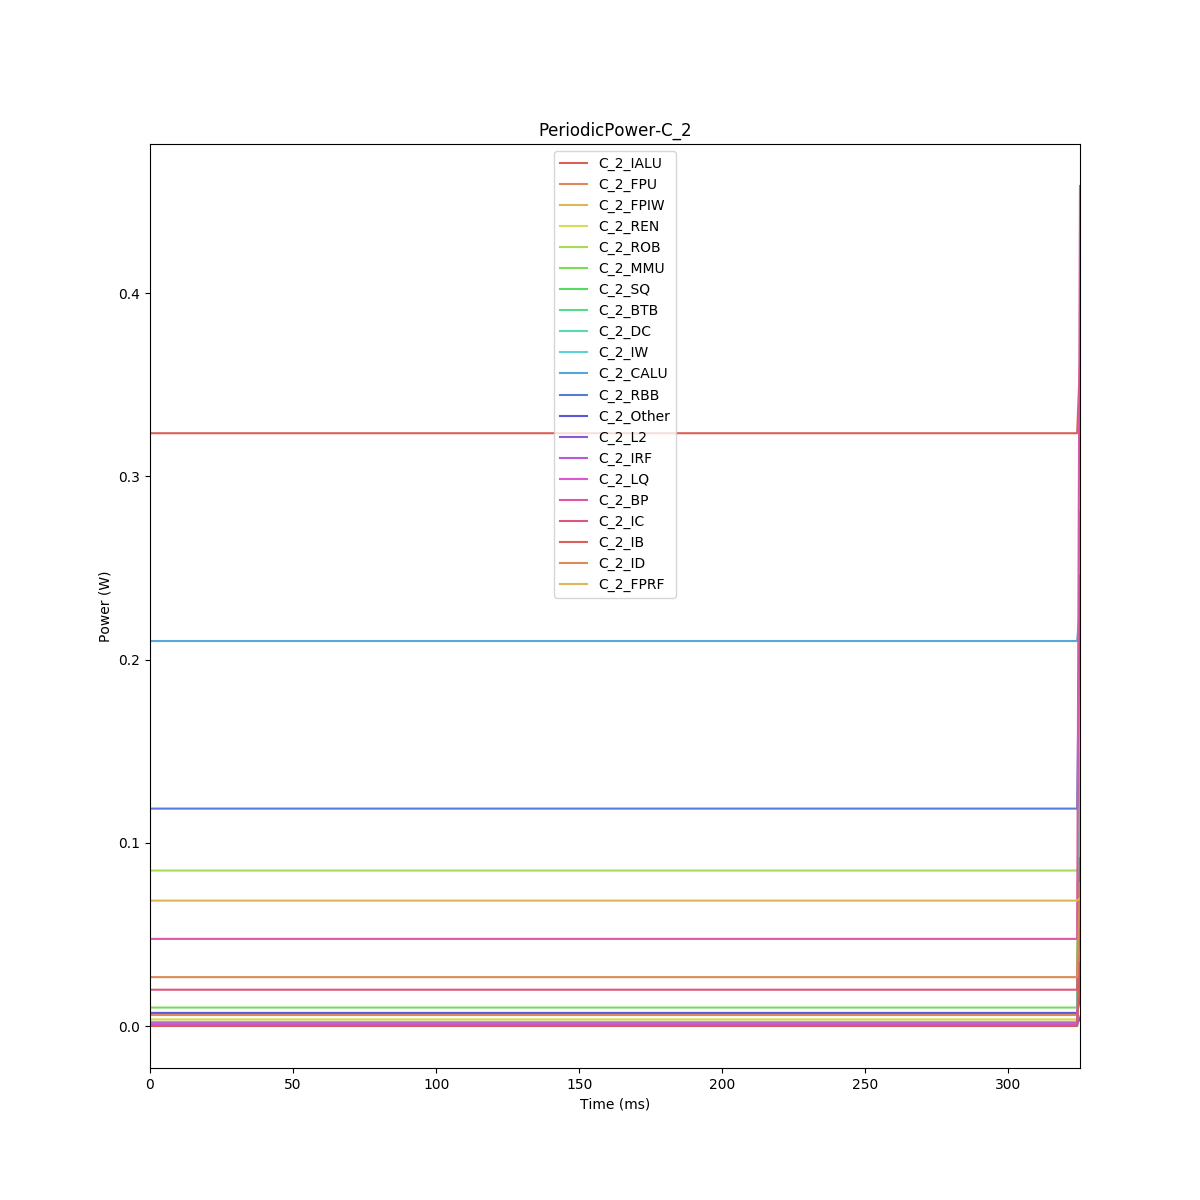 PeriodicPower-C_2
C_2_IALU
C_2_FPU
C_2_FPIW
C_2_REN
C_2_ROB
C_2_MMU
C_2_SQ
C_2_BTB
C_2_DC
C_2_IW
C_2_CALU
C_2_RBB
C_2_Other
C_2_L2
C_2_IRF
C_2_LQ
C_2_BP
C_2_IC
C_2_IB
C_2_ID
C_2_FPRF
Power (W)
0.4
0.3
0.2
0.1
0.0
0 50 100 150 200 250 300
Time (ms)